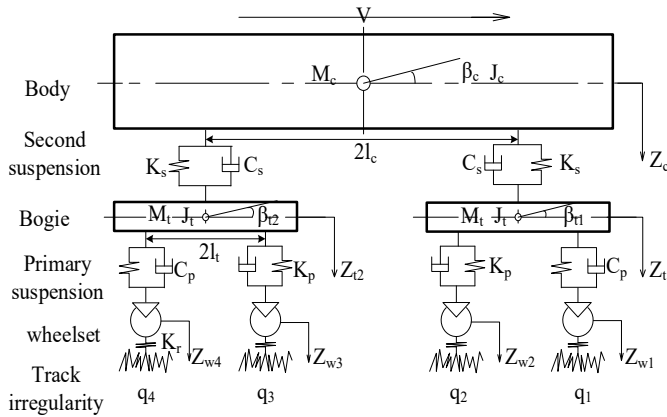 V
M_c β_c J_c
Body
Second suspension
2l_c
K_s C_s C_s K_s
Z_c
Bogie
M_t J_t β_t2 M_t J_t β_t1
2l_t
Z_t2 Z_t
Primary suspension
C_p K_p K_p C_p
wheelset
K_r Z_w4 Z_w3 Z_w2 Z_w1
Track irregularity
q_4 q_3 q_2 q_1